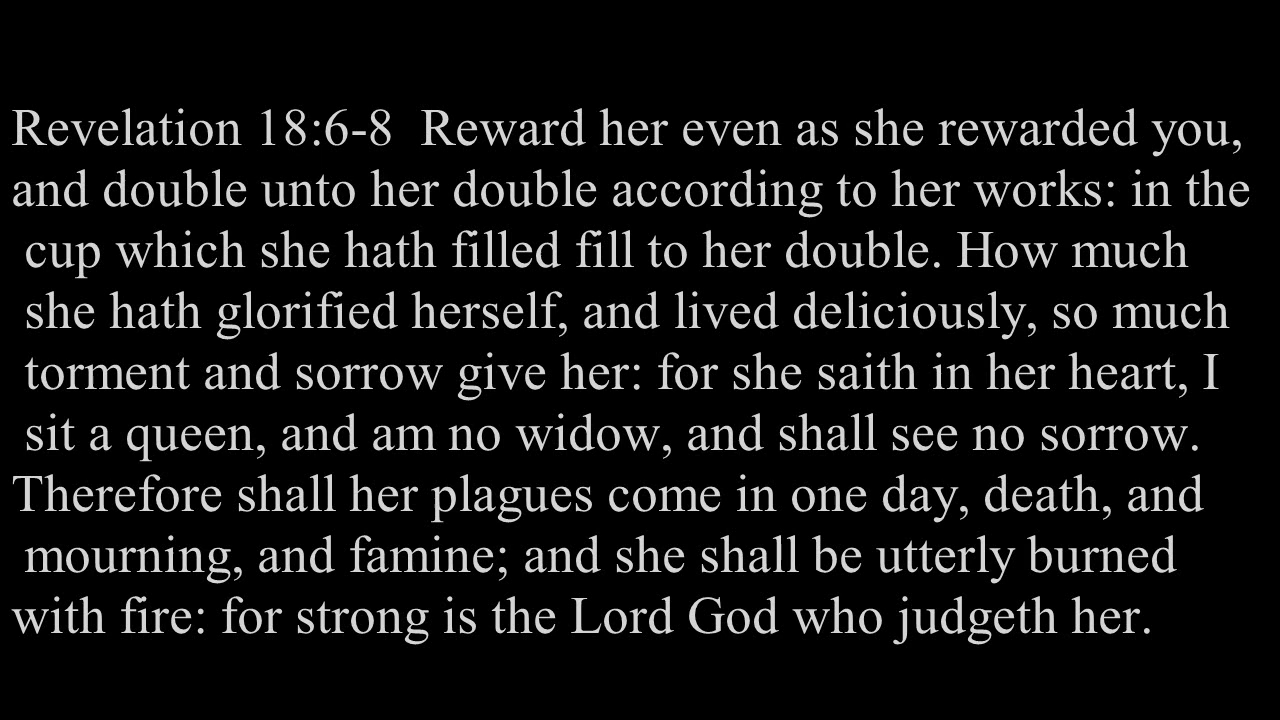 Revelation 18:6-8  Reward her even as she rewarded you,
and double unto her double according to her works: in the
cup which she hath filled fill to her double. How much
she hath glorified herself, and lived deliciously, so much
torment and sorrow give her: for she saith in her heart, I
sit a queen, and am no widow, and shall see no sorrow.
Therefore shall her plagues come in one day, death, and
mourning, and famine; and she shall be utterly burned
with fire: for strong is the Lord God who judgeth her.